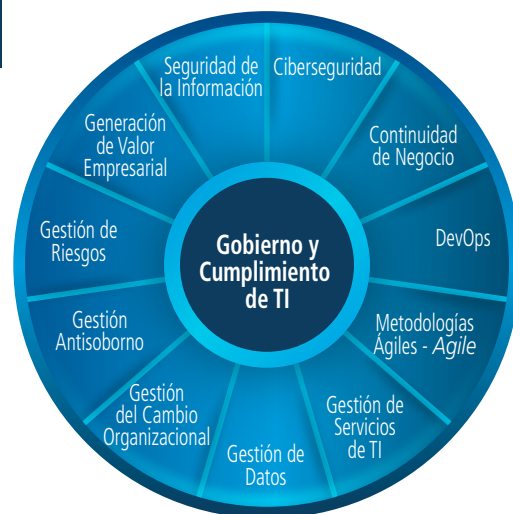 Seguridad de
la Información
Ciberseguridad
Continuidad
de Negocio
DevOps
Metodologías
Ágiles - Agile
Gestión de
Servicios
de TI
Gestión de
Datos
Gestión
del Cambio
Organizacional
Gestión
Antisoborno
Gestión de
Riesgos
Generación
de Valor
Empresarial
Gobierno y
Cumplimiento
de TI